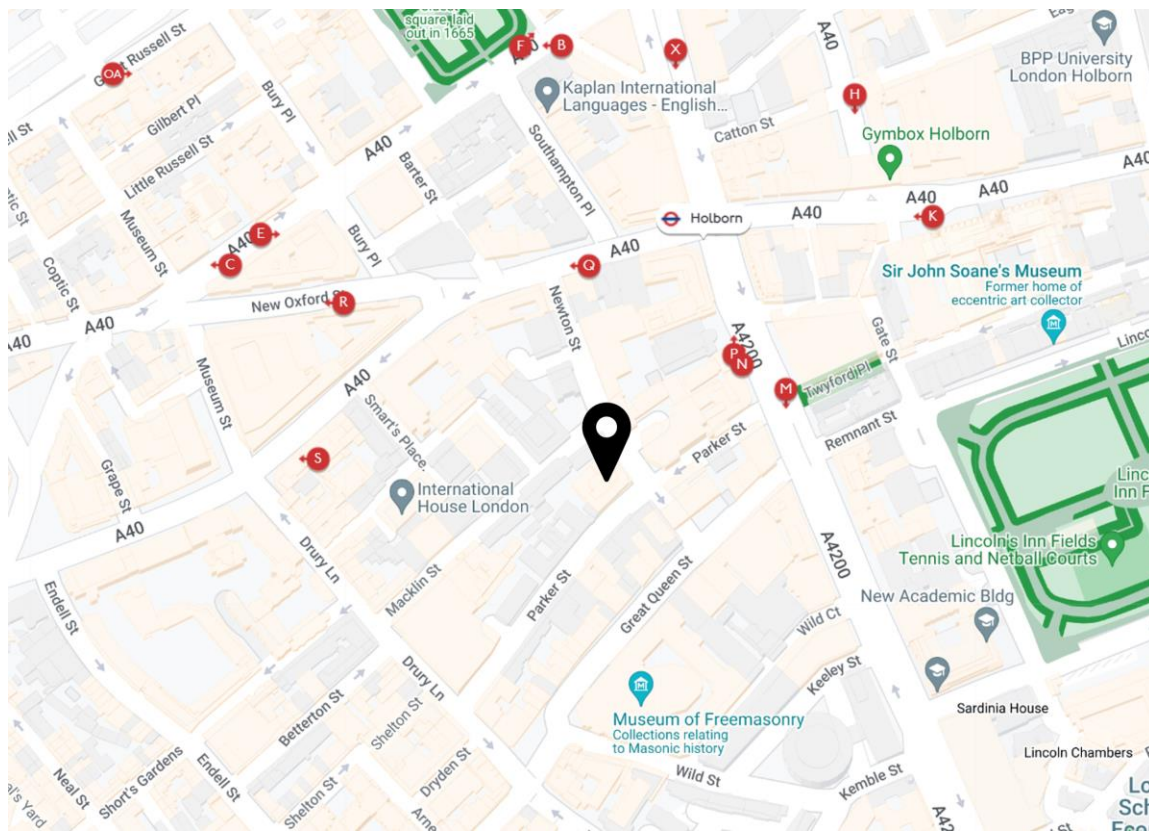 square, laid
out in 1665
Russell St
OA
F
B
X
A40
H
BPP University
London Holborn
Kaplan International
Languages - English...
Catton St
Gymbox Holborn
Gilbert Pl
Bury Pl
Little Russell St
A40
Barter St
Southampton Pl
A40
A40
A40
K
Holborn
Coptic St
Museum St
E
A40
C
Bury Pl
A40
Q
New Oxford St
R
A40
A40
Newton St
A4200
P
N
M
Twyford Pl
Gate St
Sir John Soane's Museum
Former home of
eccentric art collector
Remnant St
Museum St
A40
Smart's Place.
Parker St
S
Grape St
A40
International
House London
Drury Ln
Macklin St
Parker St
Great Queen St
A4200
Lincoln's Inn Fields
Tennis and Netball Courts
New Academic Bldg
Wild Ct
Keeley St
Endell St
Betterton St
Drury Ln
Shelton St
Museum of Freemasonry
Collections relating
to Masonic history
Sardinia House
Lincoln Chambers
Wild St
Kemble St
Dryden St
Shelton St
Short's Gardens
Endell St
Neal St
A4200